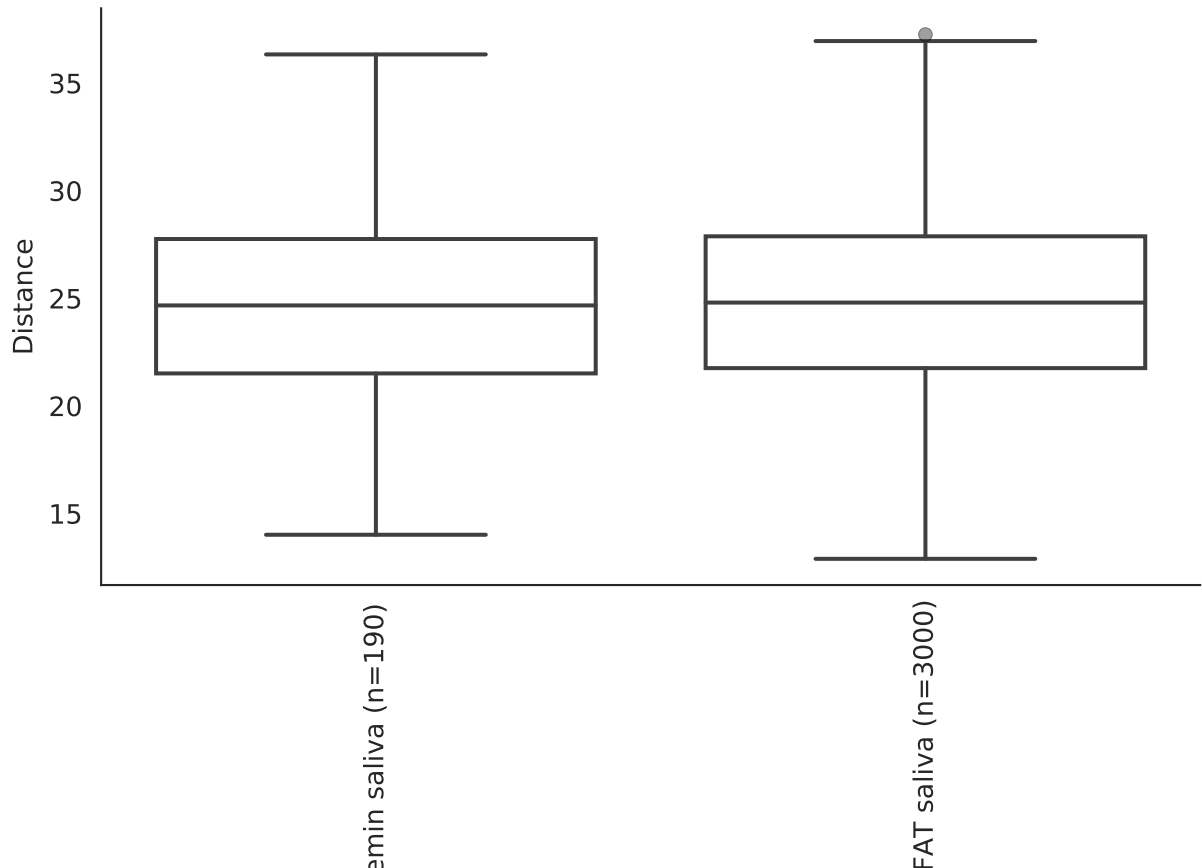 Distance
35
30
25
20
15
emin saliva (n=190)
FAT saliva (n=3000)